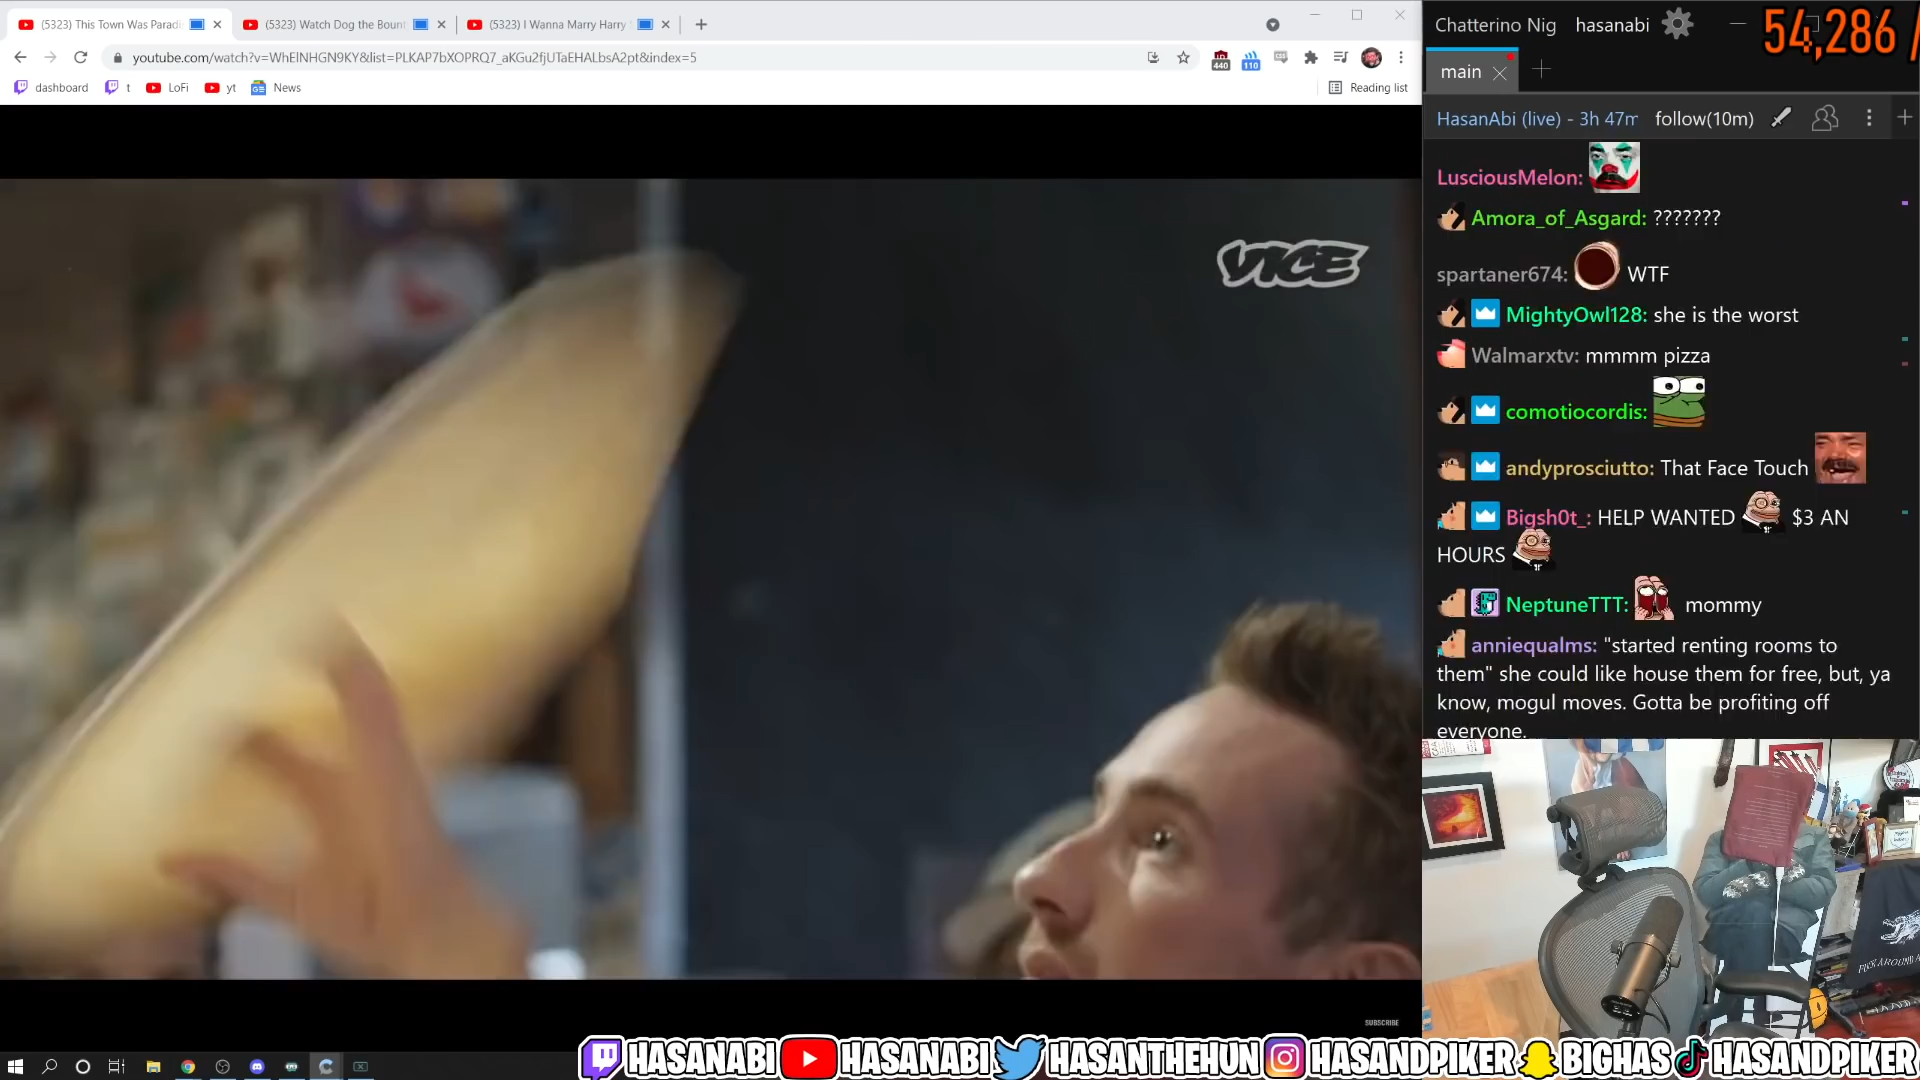 (5323) This Town Was Paradi
(5323) Watch Dog the Bount
(5323) I Wanna Marry Harry
youtube.com/watch?v=WhElNHGN9KY&list=PLKAP7bXOPRQ7_aKGu2fjUTaEHALbsA2pt&index=5
440
110
dashboard
t
LoFi
yt
News
Reading list
VICE
SUBSCRIBE
Chatterino Nig
hasanabi
54,286 /
main
HasanAbi (live) - 3h 47m
follow(10m)
LusciousMelon:
Amora_of_Asgard: ???????
spartaner674: WTF
MightyOwl128: she is the worst
Walmarxtv: mmmm pizza
comotiocordis:
andyprosciutto: That Face Touch
Bigsh0t_: HELP WANTED $3 AN
HOURS
NeptuneTTT: mommy
anniequalms: "started renting rooms to
them" she could like house them for free, but, ya
know, mogul moves. Gotta be profiting off
everyone.
HASANABI
HASANABI
HASANTHEHUN
HASANDPIKER
BIGHAS
HASANDPIKER